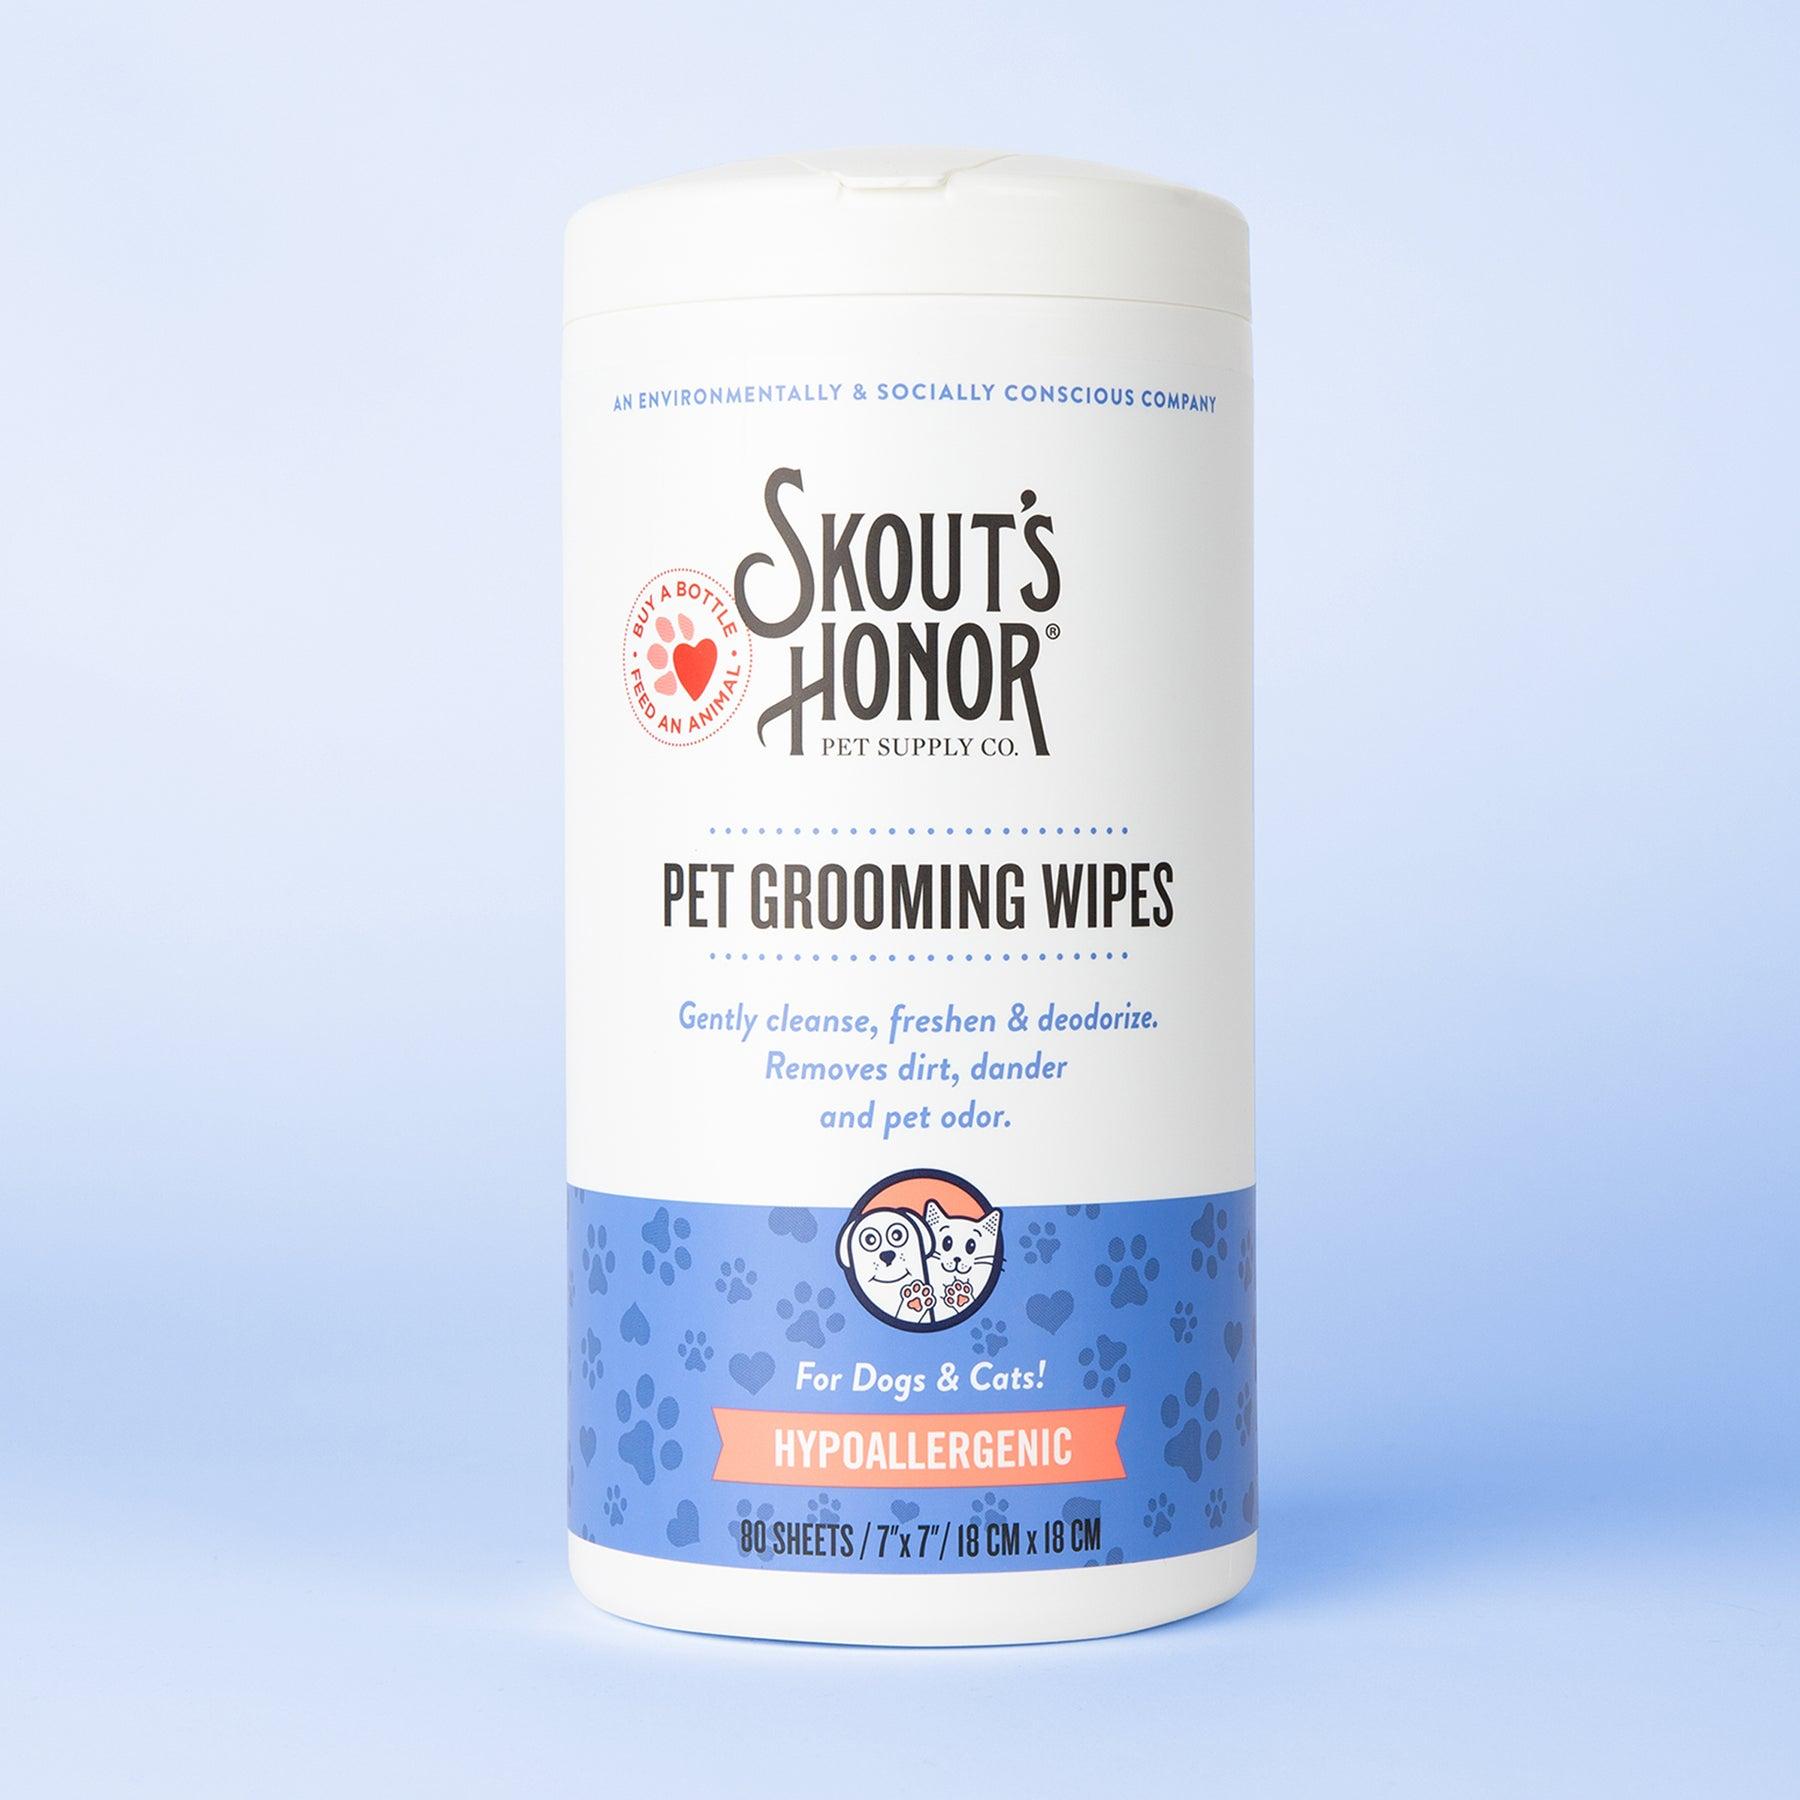 AN ENVIRONMENTALLY & SOCIALLY CONSCIOUS COMPANY
SKOUT'S
HONOR®
PET SUPPLY CO.
BUY A BOTTLE
FEED AN ANIMAL
PET GROOMING WIPES
Gently cleanse, freshen & deodorize.
Removes dirt, dander
and pet odor.
For Dogs & Cats!
HYPOALLERGENIC
80 SHEETS / 7"x 7"/ 18 CM x 18 CM